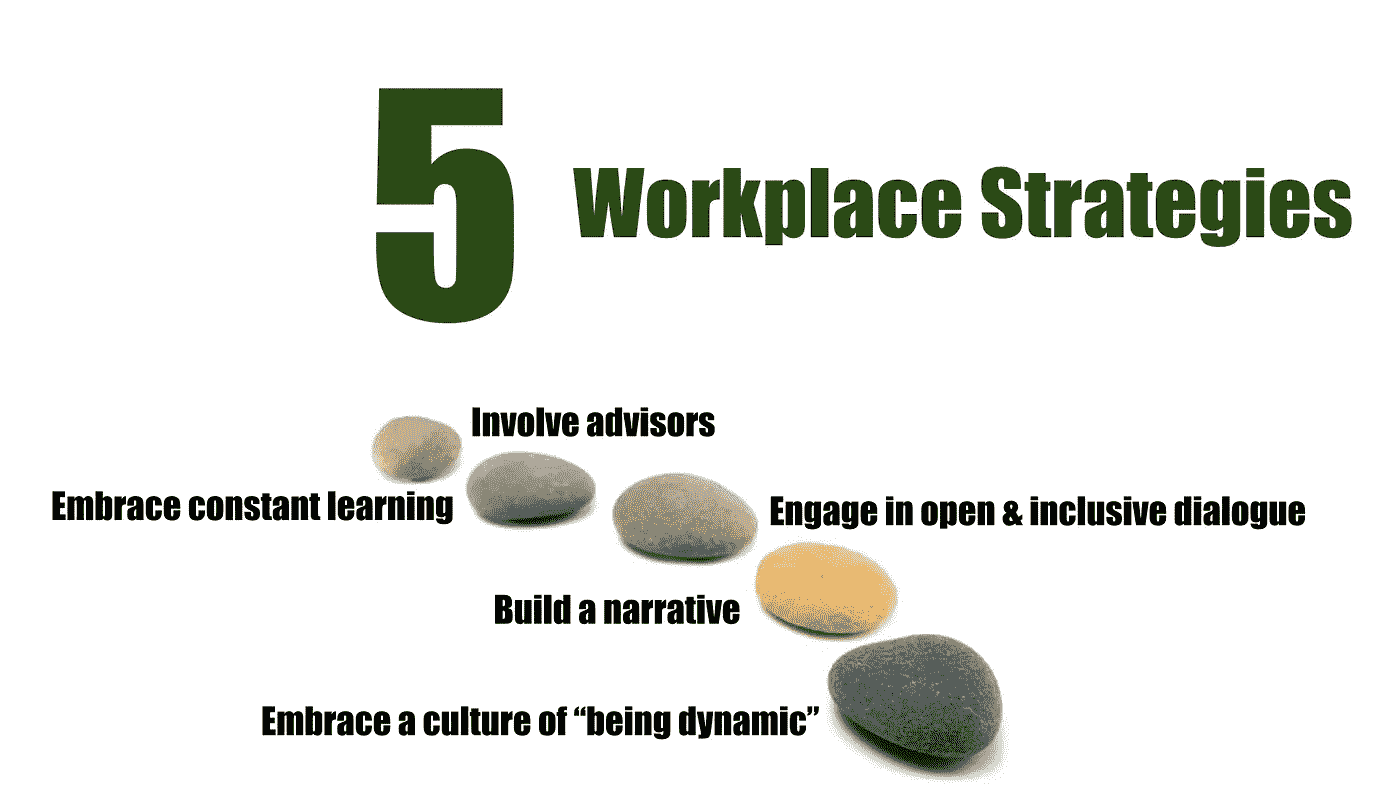 5
Workplace Strategies
Involve advisors
Embrace constant learning
Engage in open & inclusive dialogue
Build a narrative
Embrace a culture of “being dynamic”